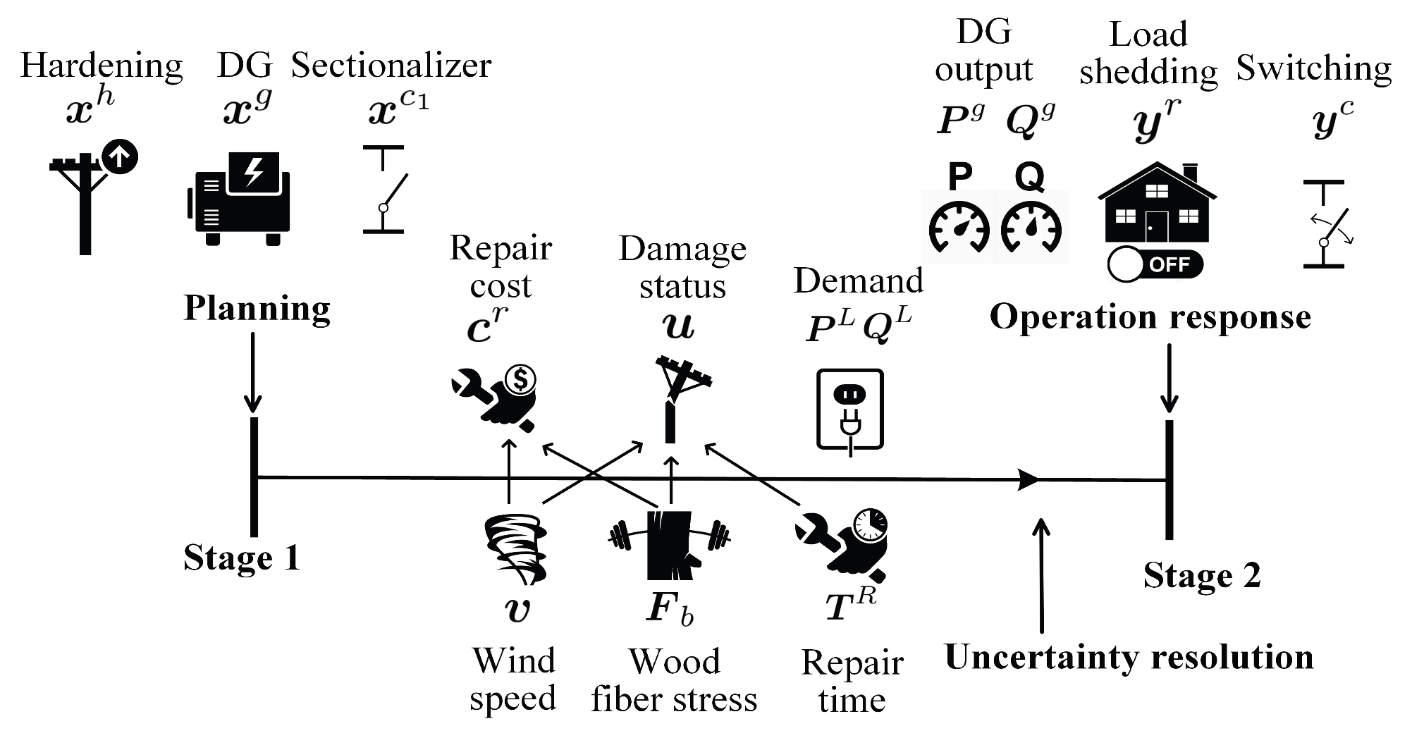 Hardening
x^h
DG
x^g
Sectionalizer
x^{c_1}
DG
output
P^g Q^g
P Q
Load
shedding
y^r
OFF
Switching
y^c
Planning
Repair
cost
c^r
$
Damage
status
u
Demand
P^L Q^L
Operation response
Stage 1
v
Wind
speed
F_b
Wood
fiber stress
T^R
Repair
time
Stage 2
Uncertainty resolution